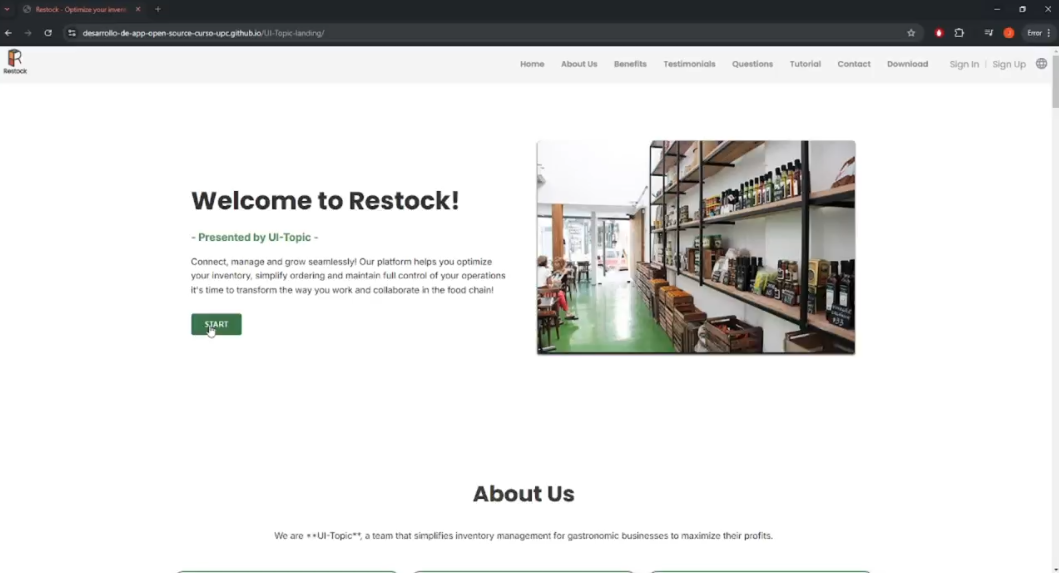 Restock - Optimize your inven
desarrollo-de-app-open-source-curso-upc.github.io/UI-Topic-landing/
Error
Restock
Home
About Us
Benefits
Testimonials
Questions
Tutorial
Contact
Download
Sign In | Sign Up
Welcome to Restock!
- Presented by UI-Topic -
Connect, manage and grow seamlessly! Our platform helps you optimize
your inventory, simplify ordering and maintain full control of your operations
it's time to transform the way you work and collaborate in the food chain!
START
About Us
We are **UI-Topic**, a team that simplifies inventory management for gastronomic businesses to maximize their profits.